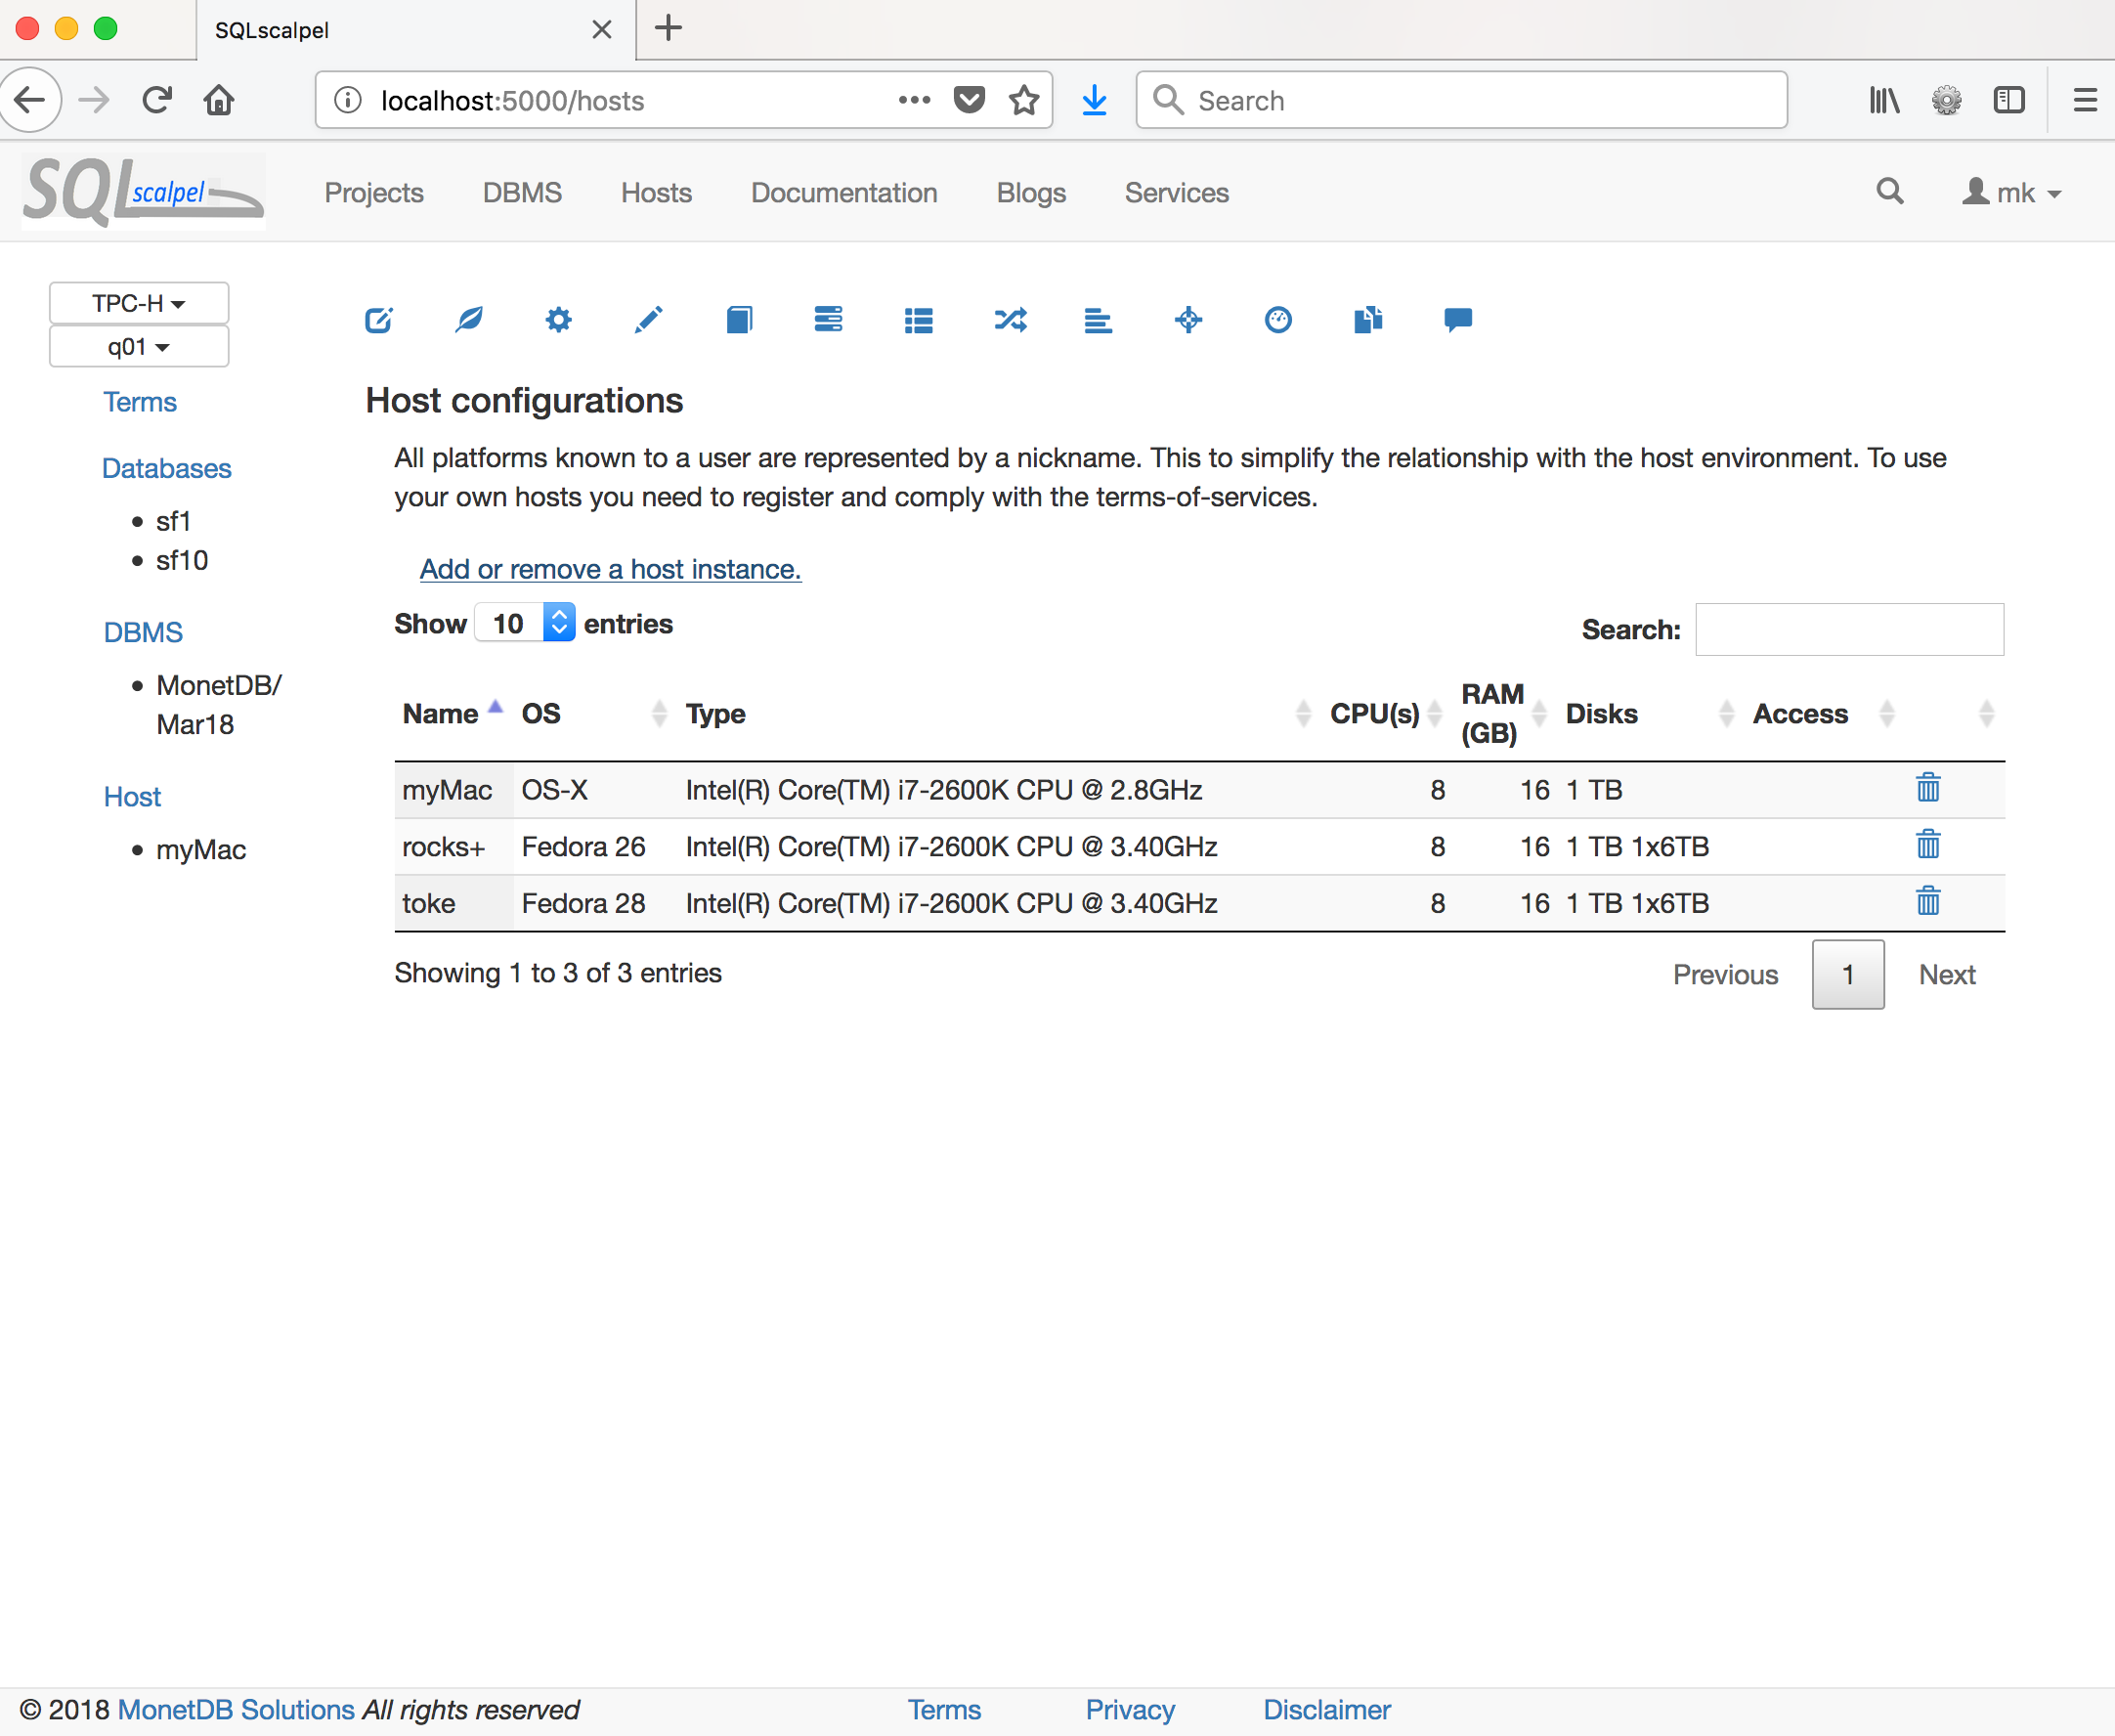 SQLscalpel
localhost:5000/hosts
Search
SQLscalpel
Projects DBMS Hosts Documentation Blogs Services mk
TPC-H
q01
Terms
Databases
sf1
sf10
DBMS
MonetDB/
Mar18
Host
myMac
Host configurations
All platforms known to a user are represented by a nickname. This to simplify the relationship with the host environment. To use
your own hosts you need to register and comply with the terms-of-services.
Add or remove a host instance.
Show 10 entries
Search:
Name OS Type CPU(s) RAM (GB) Disks Access
myMac OS-X Intel(R) Core(TM) i7-2600K CPU @ 2.8GHz 8 16 1 TB
rocks+ Fedora 26 Intel(R) Core(TM) i7-2600K CPU @ 3.40GHz 8 16 1 TB 1x6TB
toke Fedora 28 Intel(R) Core(TM) i7-2600K CPU @ 3.40GHz 8 16 1 TB 1x6TB
Showing 1 to 3 of 3 entries
Previous 1 Next
© 2018 MonetDB Solutions All rights reserved Terms Privacy Disclaimer